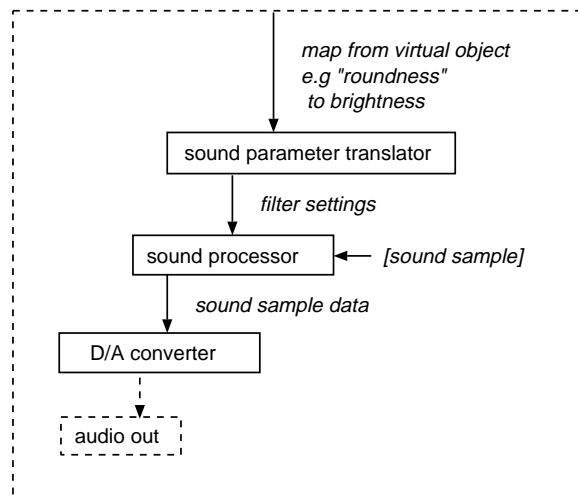 map from virtual object
e.g "roundness"
to brightness
sound parameter translator
filter settings
sound processor
[sound sample]
sound sample data
D/A converter
audio out